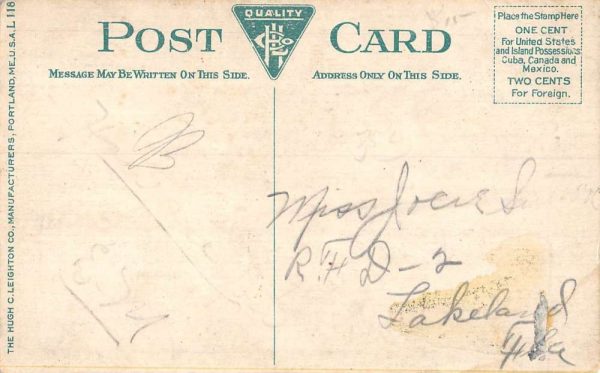 THE HUGH C. LEIGHTON CO., MANUFACTURERS, PORTLAND, ME., U.S.A. L 118
QUALITY
POST CARD
MESSAGE MAY BE WRITTEN ON THIS SIDE.
ADDRESS ONLY ON THIS SIDE.
Place the Stamp Here
ONE CENT
For United States
and Island Possessions
Cuba, Canada and
Mexico.
TWO CENTS
For Foreign.
15-
B
Miss
R F D-2
Lakeland
Fla